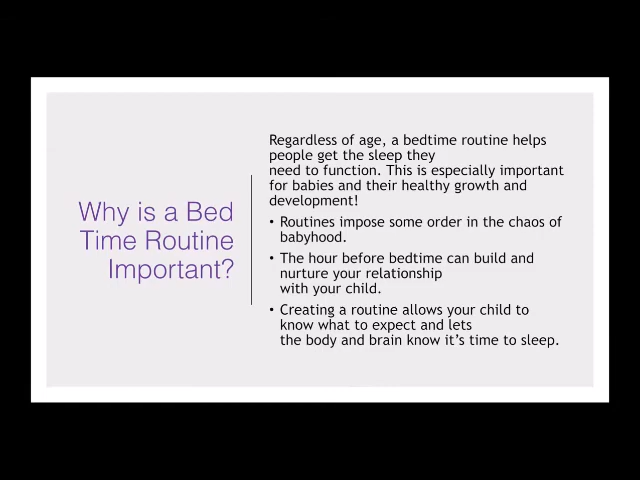 Why is a Bed
Time Routine
Important?
Regardless of age, a bedtime routine helps
people get the sleep they
need to function. This is especially important
for babies and their healthy growth and
development!
• Routines impose some order in the chaos of
babyhood.
• The hour before bedtime can build and
nurture your relationship
with your child.
• Creating a routine allows your child to
know what to expect and lets
the body and brain know it’s time to sleep.